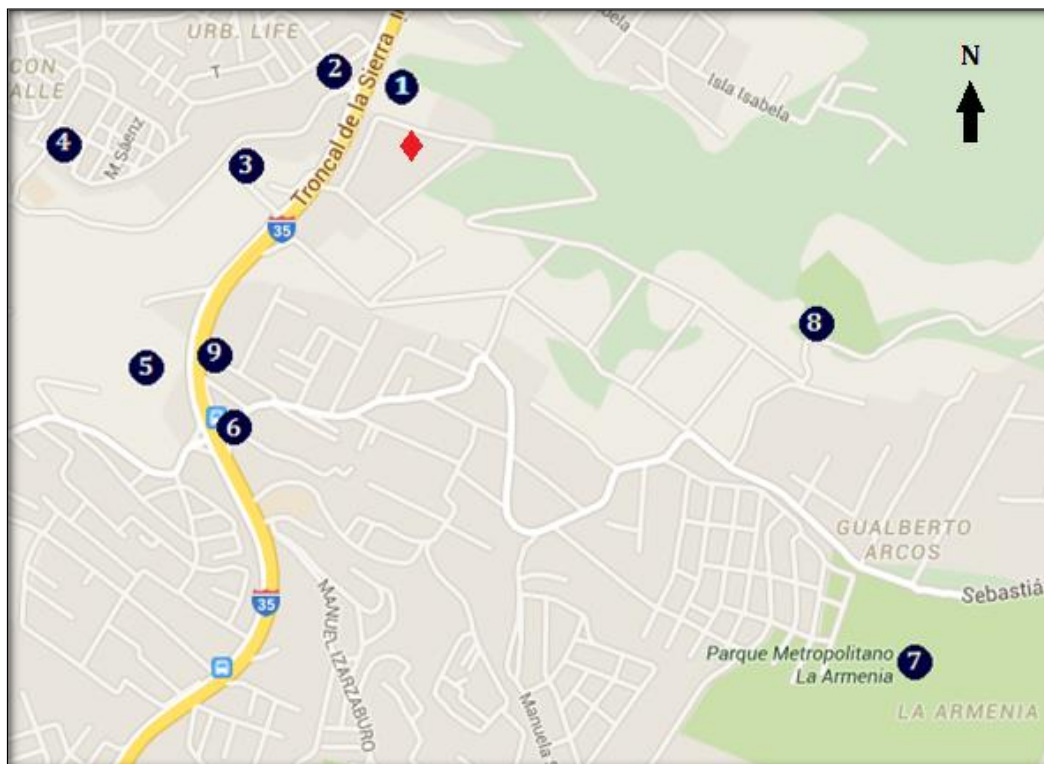 URB. LIFE
Troncal de la Sierra
CON
ALLE
T
2
1
Isabela
Isla Isabela
N
4
M. Sáenz
3
35
8
5
9
6
GUALBERTO
ARCOS
35
MANUEL IZARZABURO
Sebastiá
Parque Metropolitano
La Armenia
7
LA ARMENIA
Manuela S